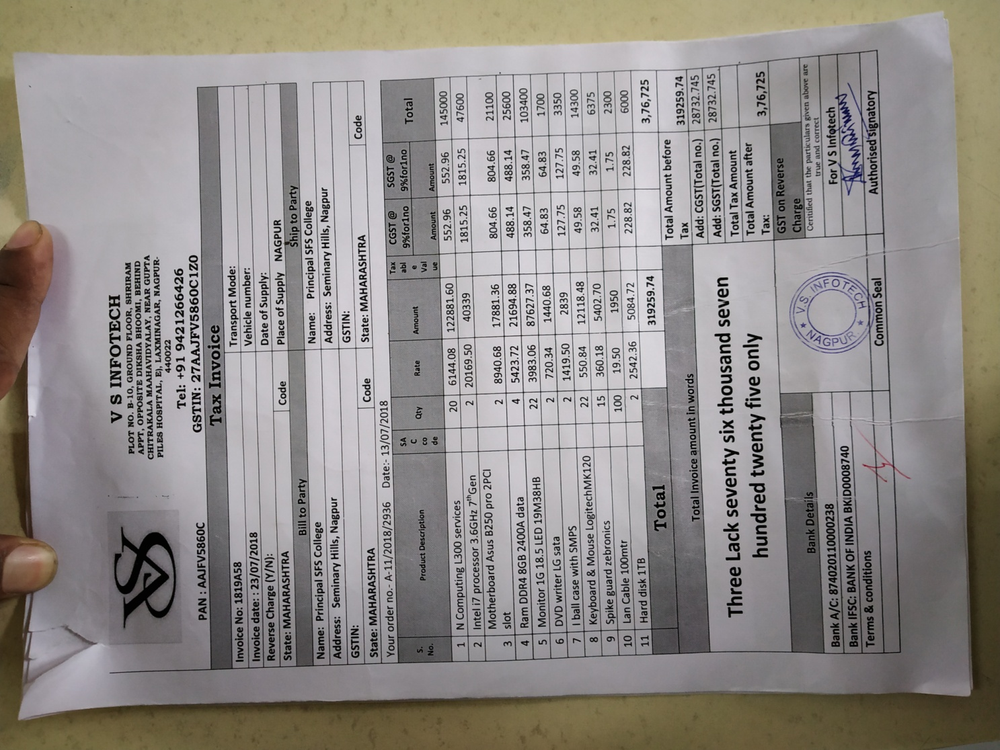 V S INFOTECH
PLOT NO. B-10, GROUND FLOOR, SHRIRAM
APPT, OPPOSITE DIKSHA BHOOMI, BEHIND
CHITRAKALA MAAHAVIDYALAY, NEAR GUPTA
PILES HOSPITAL, E), LAXMINAGAR, NAGPUR-
440022
Tel: +91 9421266426
PAN : AAJFV5860C GSTIN: 27AAJFV5860C1ZO
Tax Invoice
Invoice No: 1819A58 Transport Mode:
Invoice date: : 23/07/2018 Vehicle number:
Reverse Charge (Y/N): Date of Supply:
State: MAHARASHTRA Code Place of Supply NAGPUR
Bill to Party Ship to Party
Name: Principal SFS College Name: Principal SFS College
Address: Seminary Hills, Nagpur Address: Seminary Hills, Nagpur
GSTIN: GSTIN:
State: MAHARASHTRA Code State: MAHARASHTRA Code
Your order no.- A-11/2018/2936 Date:- 13/07/2018
S. No. Product Description SA C co de Qty Rate Amount Tax abl e Val ue CGST @ 9%for1no Amount SGST @ 9%for1no Amount Total
1 N Computing L300 services 20 6144.08 122881.60 552.96 552.96 145000
2 Intel i7 processor 3.6GHz 7thGen 2 20169.50 40339 1815.25 1815.25 47600
Motherboard Asus B250 pro 2PCI
3 slot 2 8940.68 17881.36 804.66 804.66 21100
4 Ram DDR4 8GB 2400A data 4 5423.72 21694.88 488.14 488.14 25600
5 Monitor 1G 18.5 LED 19M38HB 22 3983.06 87627.37 358.47 358.47 103400
6 DVD writer LG sata 2 720.34 1440.68 64.83 64.83 1700
7 I ball case with SMPS 2 1419.50 2839 127.75 127.75 3350
8 Keyboard & Mouse LogitechMK120 22 550.84 12118.48 49.58 49.58 14300
9 Spike guard zebronics 15 360.18 5402.70 32.41 32.41 6375
10 Lan Cable 100mtr 100 19.50 1950 1.75 1.75 2300
11 Hard disk 1TB 2 2542.36 5084.72 228.82 228.82 6000
Total 319259.74 3,76,725
Total Invoice amount in words
Three Lack seventy six thousand seven
hundred twenty five only
Total Amount before
Tax 319259.74
Add: CGST(Total no.) 28732.745
Add: SGST(Total no.) 28732.745
Total Tax Amount
Total Amount after
Tax: 3,76,725
Bank Details
GST on Reverse
Charge
Ceritified that the particulars given above are
true and correct
Bank A/C: 874020110000238 For V S Infotech
Bank IFSC: BANK OF INDIA BKID0008740
Terms & conditions
V.S. INFOTECH
NAGPUR.
Common Seal Authorised signatory